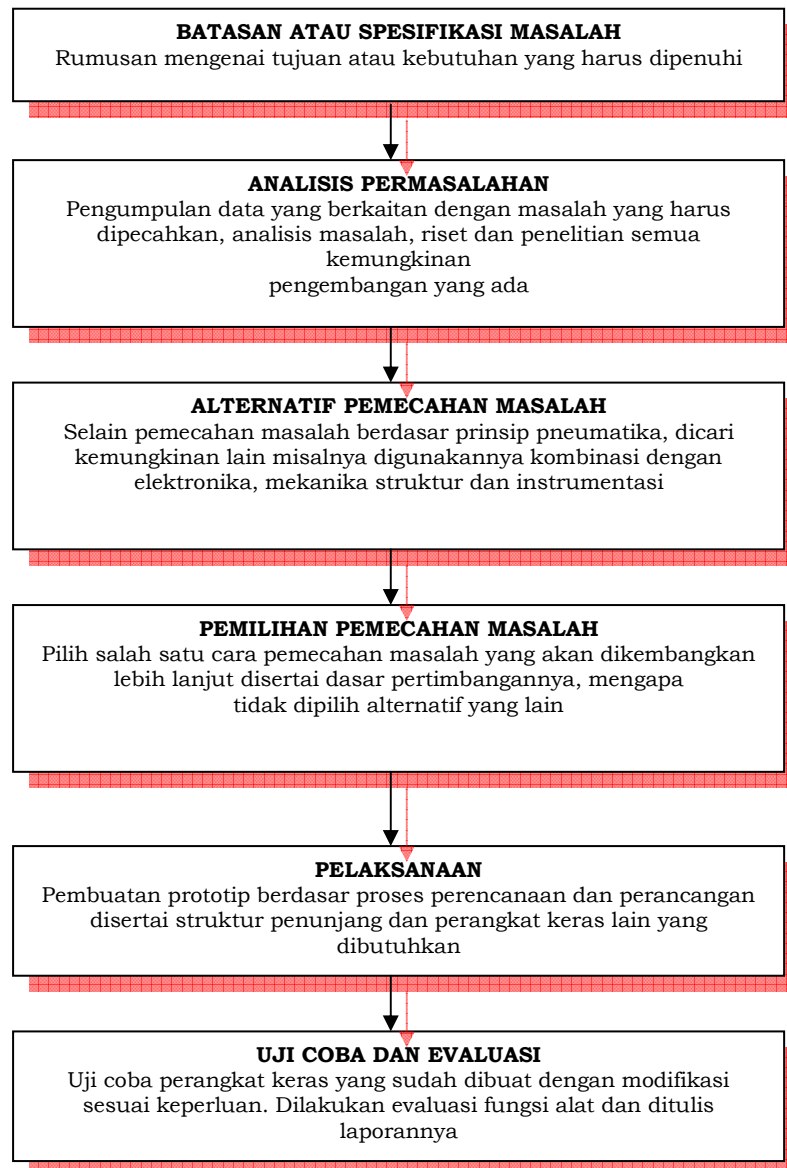 BATASAN ATAU SPESIFIKASI MASALAH
Rumusan mengenai tujuan atau kebutuhan yang harus dipenuhi
ANALISIS PERMASALAHAN
Pengumpulan data yang berkaitan dengan masalah yang harus
dipecahkan, analisis masalah, riset dan penelitian semua
kemungkinan
pengembangan yang ada
ALTERNATIF PEMECAHAN MASALAH
Selain pemecahan masalah berdasar prinsip pneumatika, dicari
kemungkinan lain misalnya digunakannya kombinasi dengan
elektronika, mekanika struktur dan instrumentasi
PEMILIHAN PEMECAHAN MASALAH
Pilih salah satu cara pemecahan masalah yang akan dikembangkan
lebih lanjut disertai dasar pertimbangannya, mengapa
tidak dipilih alternatif yang lain
PELAKSANAAN
Pembuatan prototip berdasar proses perencanaan dan perancangan
disertai struktur penunjang dan perangkat keras lain yang
dibutuhkan
UJI COBA DAN EVALUASI
Uji coba perangkat keras yang sudah dibuat dengan modifikasi
sesuai keperluan. Dilakukan evaluasi fungsi alat dan ditulis
laporannya